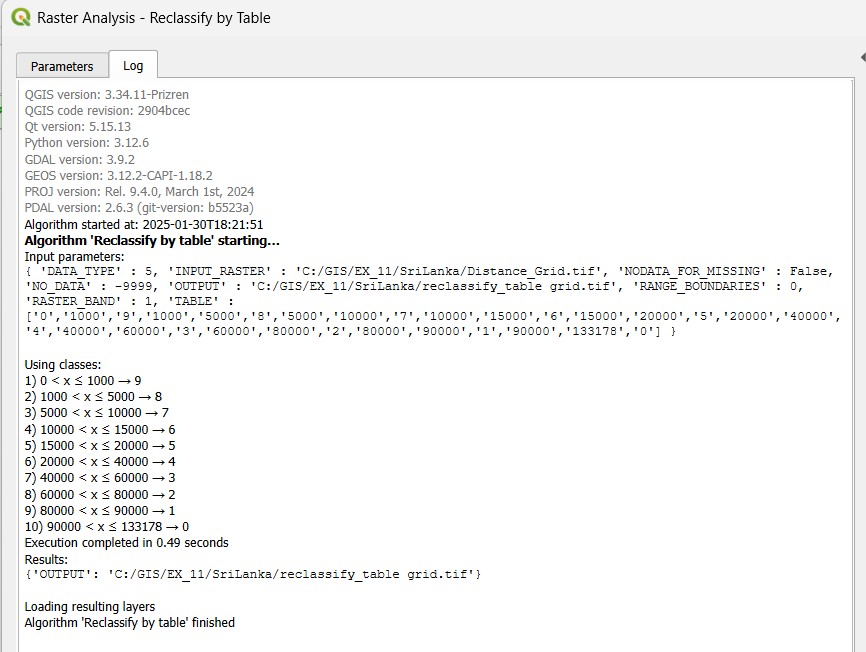 Raster Analysis - Reclassify by Table
Parameters
Log
QGIS version: 3.34.11-Prizren
QGIS code revision: 2904bcec
Qt version: 5.15.13
Python version: 3.12.6
GDAL version: 3.9.2
GEOS version: 3.12.2-CAPI-1.18.2
PROJ version: Rel. 9.4.0, March 1st, 2024
PDAL version: 2.6.3 (git-version: b5523a)
Algorithm started at: 2025-01-30T18:21:51
Algorithm 'Reclassify by table' starting…
Input parameters:
{ 'DATA_TYPE' : 5, 'INPUT_RASTER' : 'C:/GIS/EX_11/SriLanka/Distance_Grid.tif', 'NODATA_FOR_MISSING' : False,
'NO_DATA' : -9999, 'OUTPUT' : 'C:/GIS/EX_11/SriLanka/reclassify_table grid.tif', 'RANGE_BOUNDARIES' : 0,
'RASTER_BAND' : 1, 'TABLE' :
['0','1000','9','1000','5000','8','5000','10000','7','10000','15000','6','15000','20000','5','20000','40000',
'4','40000','60000','3','60000','80000','2','80000','90000','1','90000','133178','0'] }
Using classes:
1) 0 < x ≤ 1000 → 9
2) 1000 < x ≤ 5000 → 8
3) 5000 < x ≤ 10000 → 7
4) 10000 < x ≤ 15000 → 6
5) 15000 < x ≤ 20000 → 5
6) 20000 < x ≤ 40000 → 4
7) 40000 < x ≤ 60000 → 3
8) 60000 < x ≤ 80000 → 2
9) 80000 < x ≤ 90000 → 1
10) 90000 < x ≤ 133178 → 0
Execution completed in 0.49 seconds
Results:
{'OUTPUT': 'C:/GIS/EX_11/SriLanka/reclassify_table grid.tif'}
Loading resulting layers
Algorithm 'Reclassify by table' finished